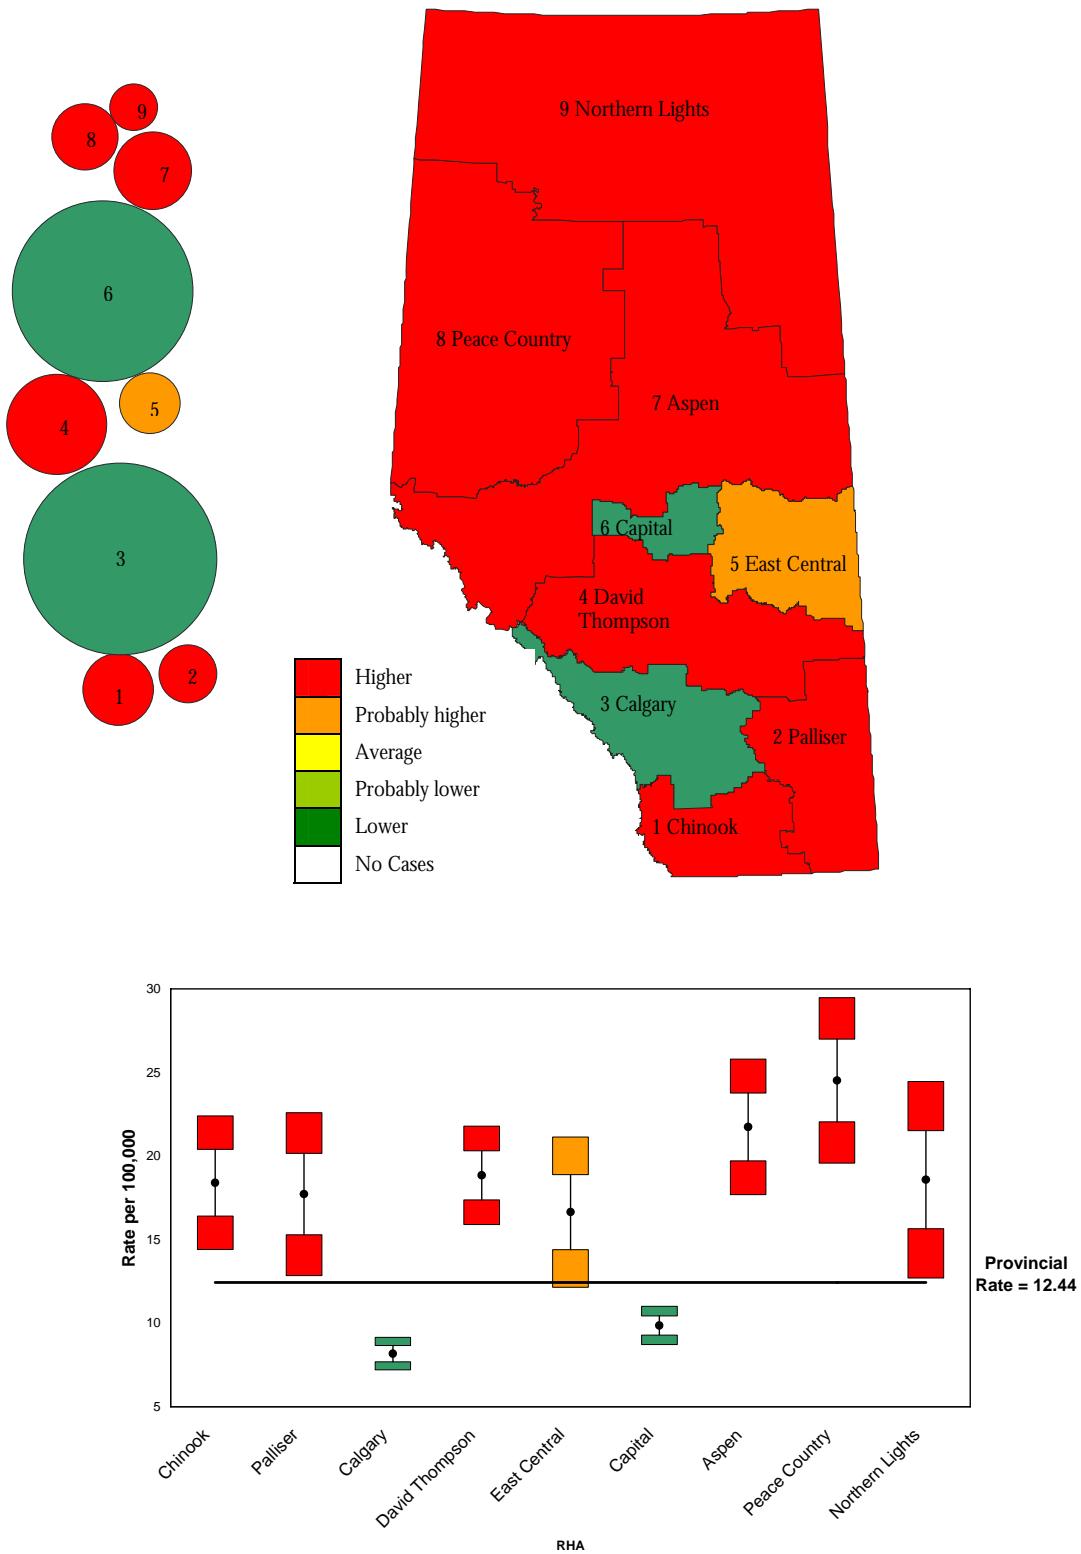 9 Northern Lights
9
8
7
6
8 Peace Country
7 Aspen
5
4
6 Capital
5 East Central
3
4 David
Thompson
1
2
3 Calgary
2 Palliser
1 Chinook
Higher
Probably higher
Average
Probably lower
Lower
No Cases
30
25
20
15
10
5
Rate per 100,000
Provincial
Rate = 12.44
Chinook
Palliser
Calgary
David Thompson
East Central
Capital
Aspen
Peace Country
Northern Lights
RHA